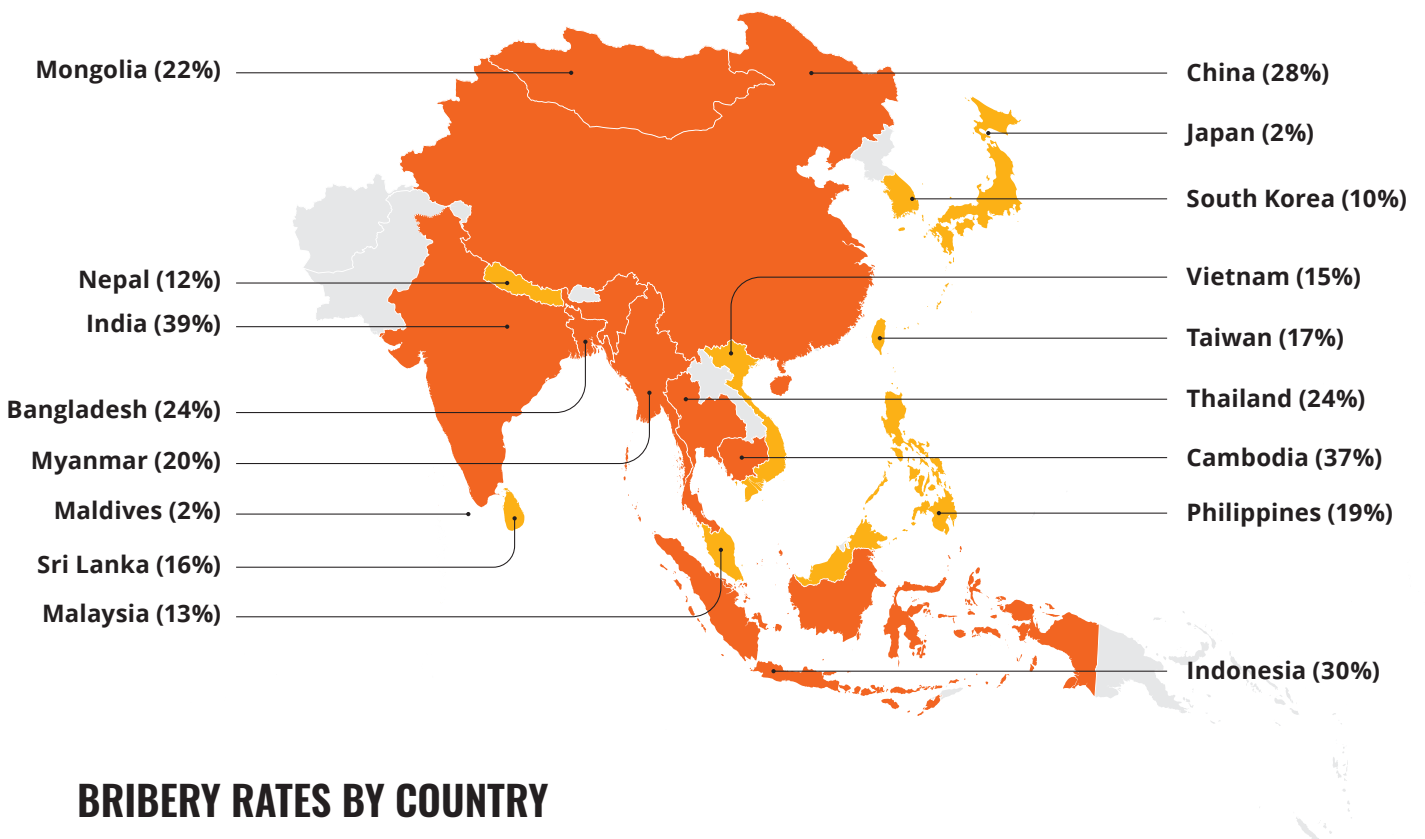 Mongolia (22%)
Nepal (12%)
India (39%)
Bangladesh (24%)
Myanmar (20%)
Maldives (2%)
Sri Lanka (16%)
Malaysia (13%)
China (28%)
Japan (2%)
South Korea (10%)
Vietnam (15%)
Taiwan (17%)
Thailand (24%)
Cambodia (37%)
Philippines (19%)
Indonesia (30%)
BRIBERY RATES BY COUNTRY